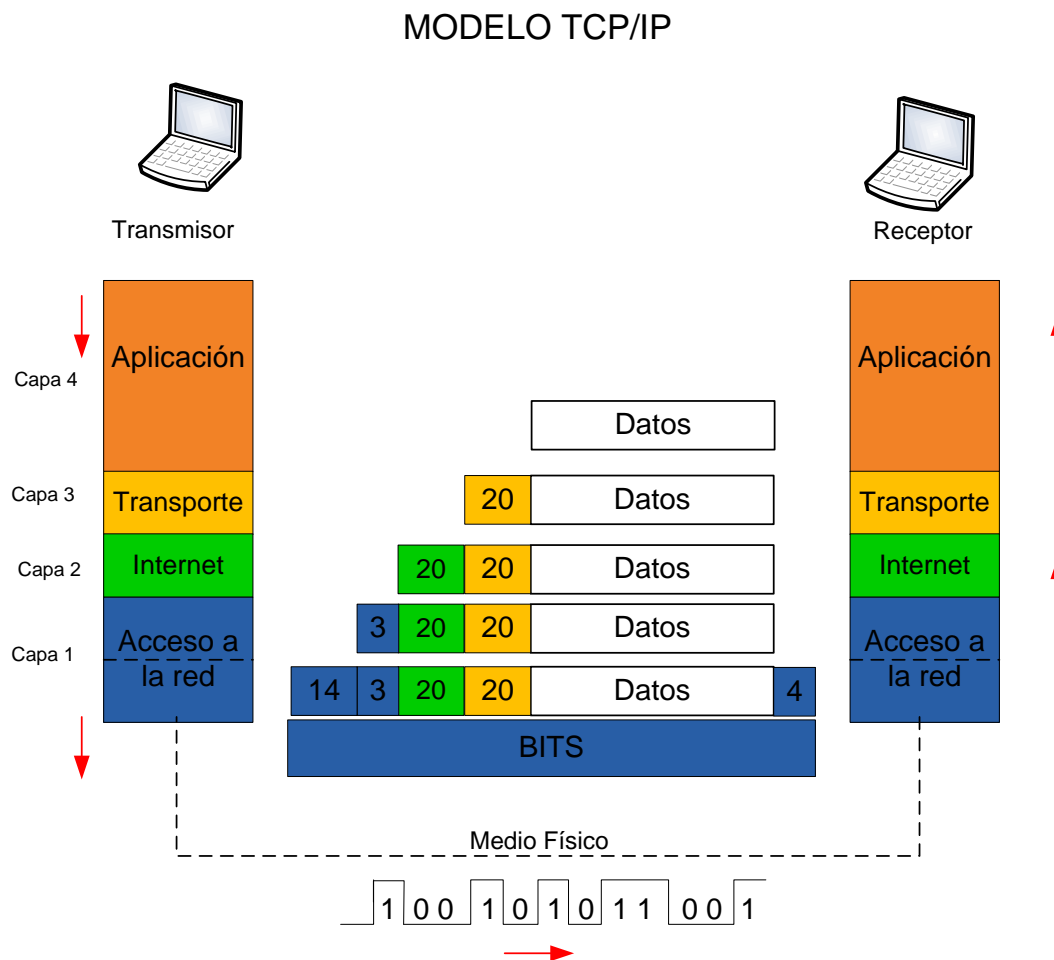 MODELO TCP/IP
Transmisor
Receptor
Aplicación
Aplicación
Capa 4
Datos
Capa 3
Transporte
20
Datos
Transporte
Capa 2
Internet
20
20
Datos
Internet
Capa 1
Acceso a
la red
3
20
20
Datos
Acceso a
la red
14
3
20
20
Datos
4
BITS
Medio Físico
1 0 0 1 0 1 0 1 1 0 0 1